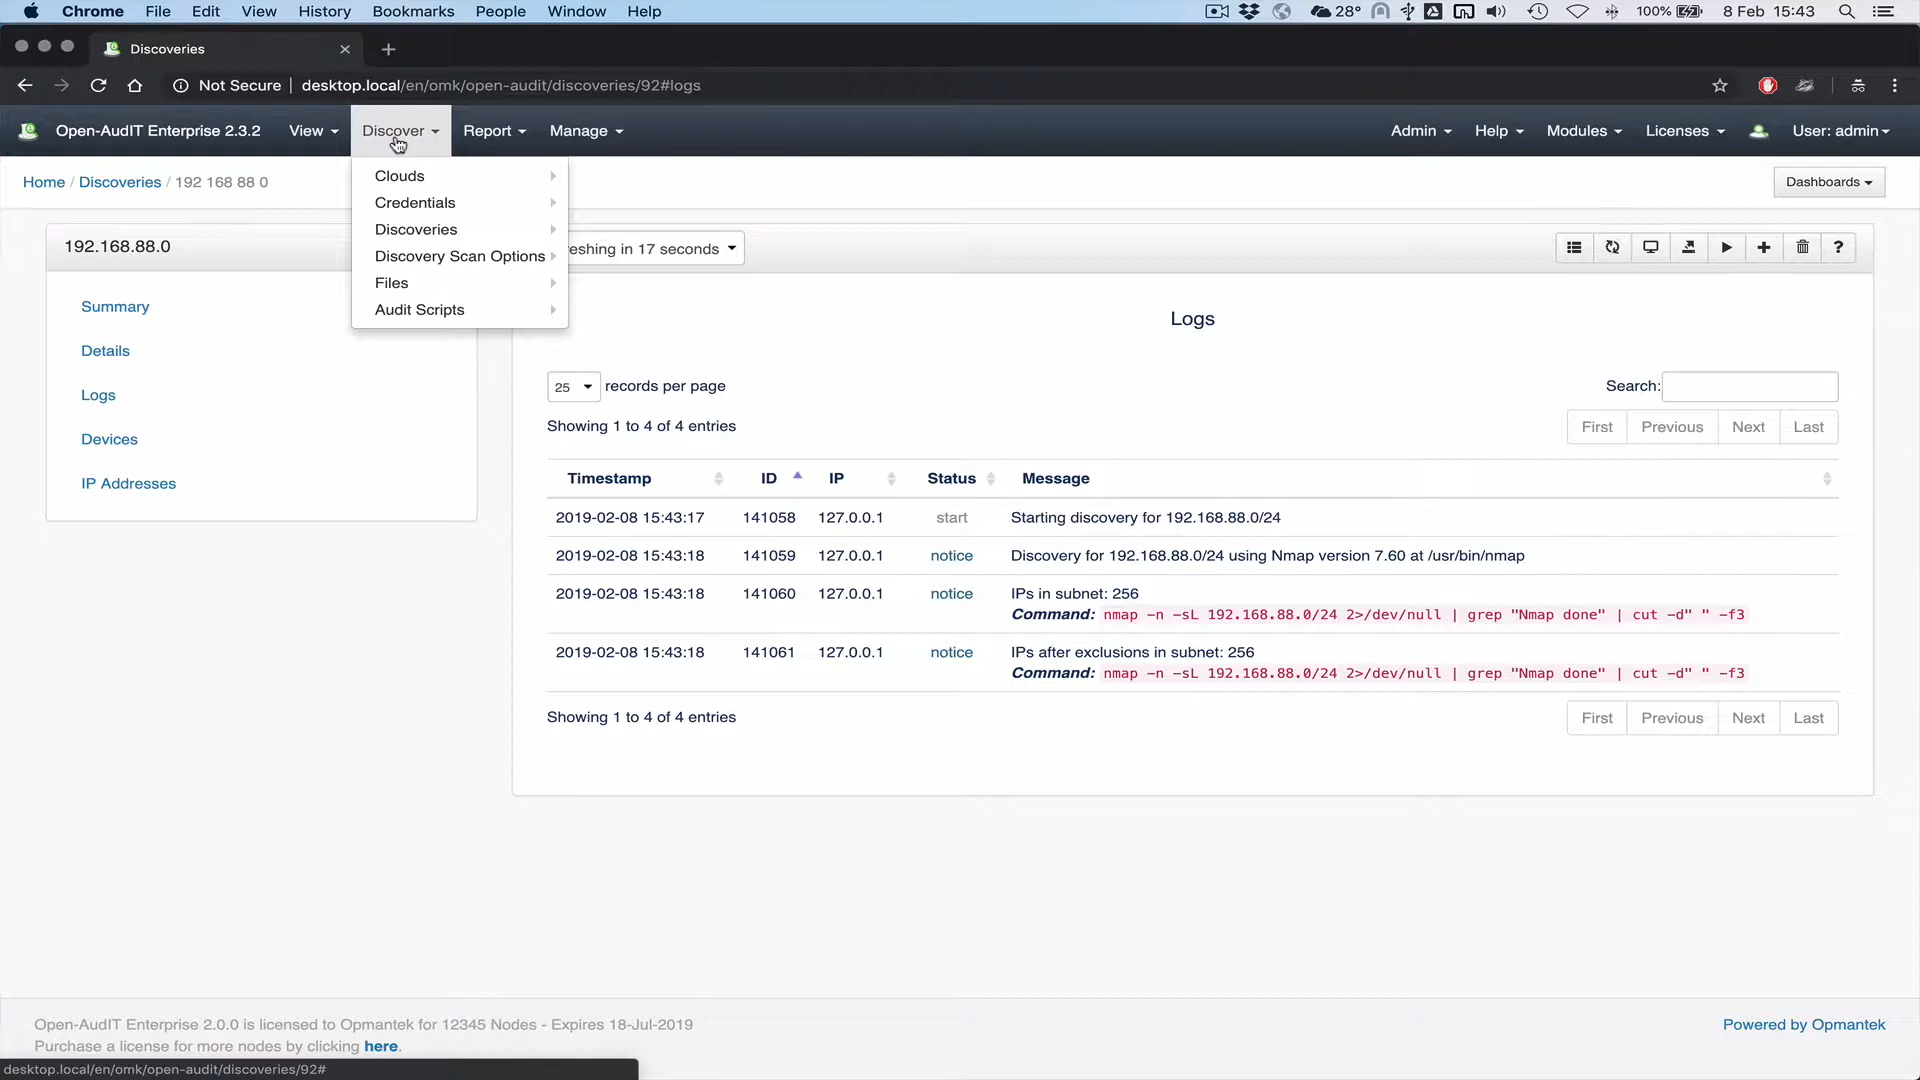 Chrome File Edit View History Bookmarks People Window Help 28° 100% 8 Feb 15:43
Discoveries
Not Secure | desktop.local/en/omk/open-audit/discoveries/92#logs
Open-AudIT Enterprise 2.3.2 View Discover Report Manage Admin Help Modules Licenses User: admin
Home / Discoveries / 192 168 88 0 Dashboards
Clouds
Credentials
Discoveries
Discovery Scan Options
Files
Audit Scripts
192.168.88.0
eshing in 17 seconds
?
Summary
Details
Logs
Devices
IP Addresses
Logs
25 records per page Search:
Showing 1 to 4 of 4 entries First Previous Next Last
Timestamp ID IP Status Message
2019-02-08 15:43:17 141058 127.0.0.1 start Starting discovery for 192.168.88.0/24
2019-02-08 15:43:18 141059 127.0.0.1 notice Discovery for 192.168.88.0/24 using Nmap version 7.60 at /usr/bin/nmap
2019-02-08 15:43:18 141060 127.0.0.1 notice IPs in subnet: 256
Command: nmap -n -sL 192.168.88.0/24 2>/dev/null | grep "Nmap done" | cut -d" " -f3
2019-02-08 15:43:18 141061 127.0.0.1 notice IPs after exclusions in subnet: 256
Command: nmap -n -sL 192.168.88.0/24 2>/dev/null | grep "Nmap done" | cut -d" " -f3
Showing 1 to 4 of 4 entries First Previous Next Last
Open-AudIT Enterprise 2.0.0 is licensed to Opmantek for 12345 Nodes - Expires 18-Jul-2019 Powered by Opmantek
Purchase a license for more nodes by clicking here.
desktop.local/en/omk/open-audit/discoveries/92#